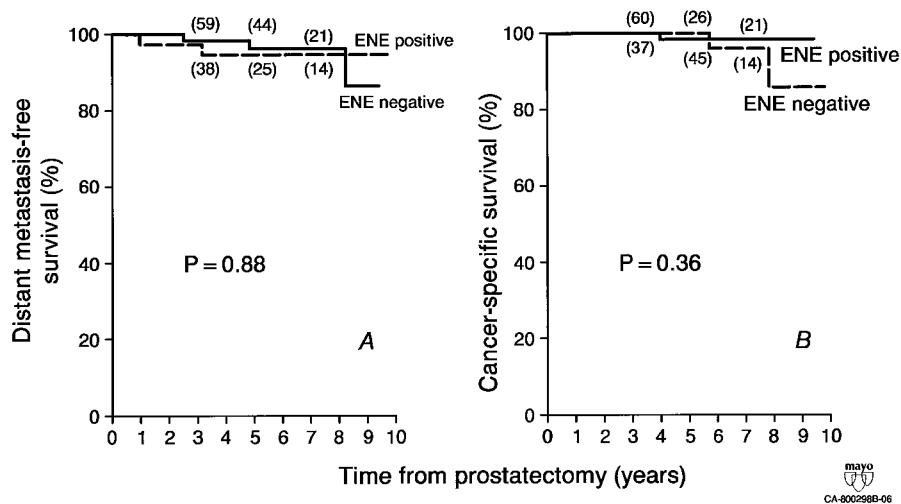 Distant metastasis-free
survival (%)
100
80
60
40
20
0
(59) (44) (21)
ENE positive
(38) (25) (14)
ENE negative
P = 0.88
A
0 1 2 3 4 5 6 7 8 9 10
Cancer-specific survival (%)
100
80
60
40
20
0
(60) (26) (21)
ENE positive
(37) (45) (14)
ENE negative
P = 0.36
B
0 1 2 3 4 5 6 7 8 9 10
Time from prostatectomy (years)
mayo
CA-800298B-06